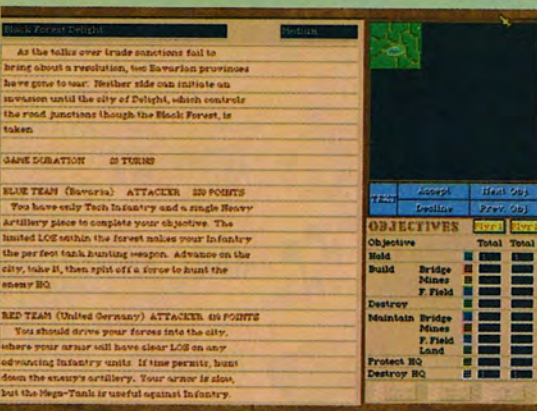 Black Forest Delight Medium
As the talks over trade sanctions fail to
bring about a resolution, two Bavarian provinces
have gone to war. Neither side can initiate an
invasion until the city of Delight, which controls
the road junctions though the Black Forest, is
taken
GAME DURATION TURNS
BLUE TEAM (Bavaria) ATTACKER POINTS
You have only Tech Infantry and a single Heavy
Artillery piece to complete your objective. The
limited LOS within the forest makes your Infantry
the perfect tank hunting weapon. Advance on the
city, take it, then split off a force to hunt the
enemy HQ.
RED TEAM (United Germany) ATTACKER POINTS
You should drive your forces into the city,
where your armor will have clear LOS on any
advancing Infantry units. If time permits, hunt
down the enemy's artillery. Your armor is slow,
but the Mega-Tank is useful against Infantry.
TEXT Accept Next Obj
Decline Prev. Obj
OBJECTIVES Plyr1 Plyr2
Objective Total Total
Hold
Build Bridge
Mines
F. Field
Destroy
Maintain Bridge
Mines
F. Field
Land
Protect HQ
Destroy HQ